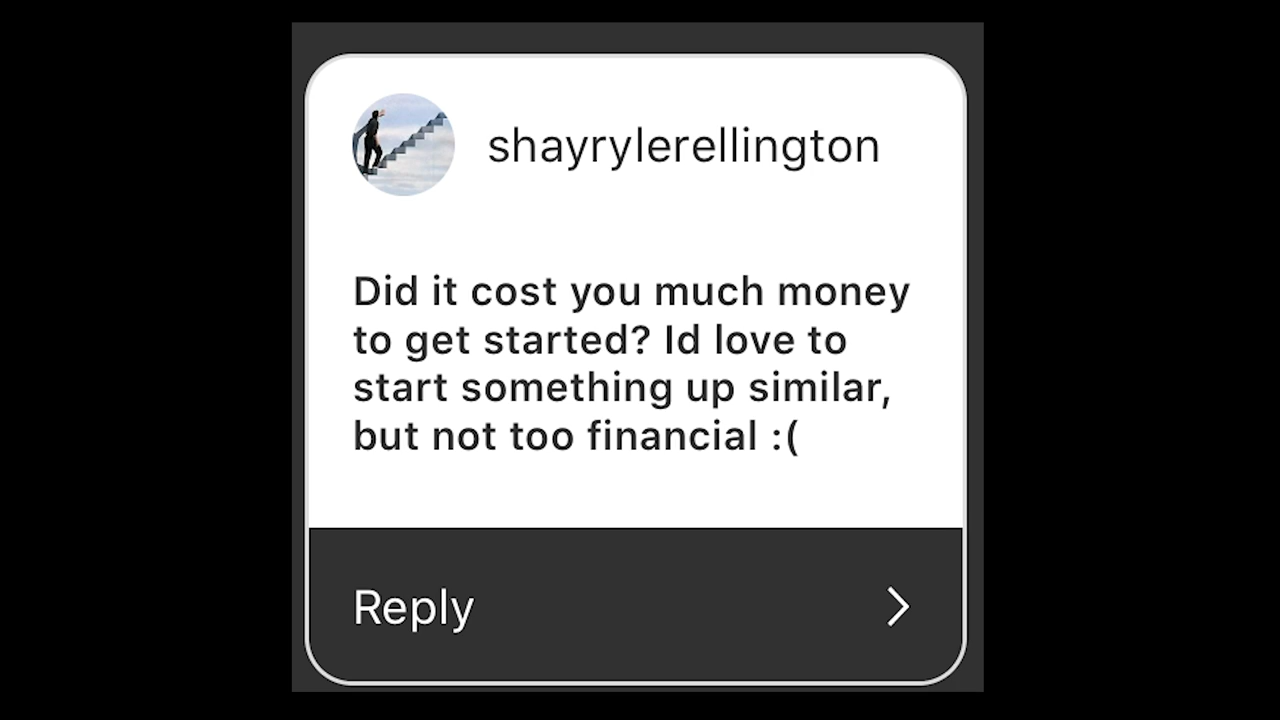 shayrylerellington
Did it cost you much money
to get started? Id love to
start something up similar,
but not too financial :(
Reply